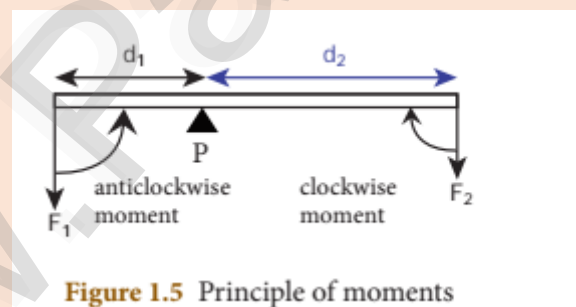 d₁ d₂
P
anticlockwise clockwise
F₁ moment moment F₂
Figure 1.5 Principle of moments